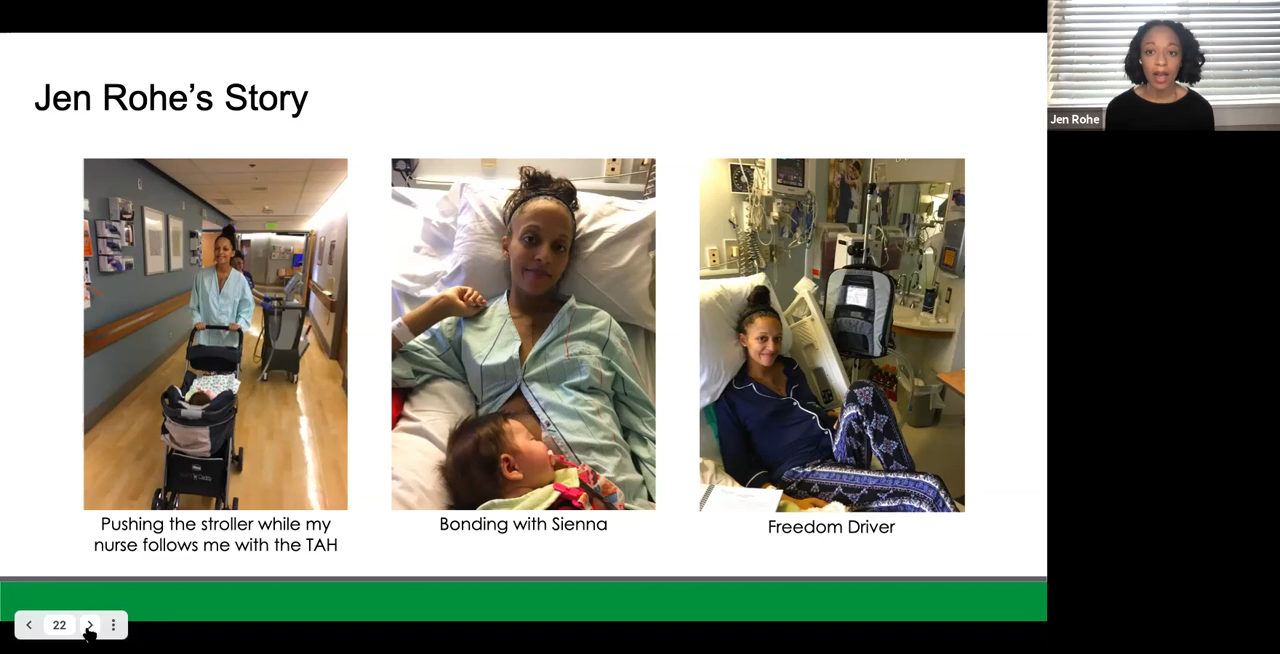 Jen Rohe's Story
Jen Rohe
Pushing the stroller while my
nurse follows me with the TAH
Bonding with Sienna
Freedom Driver
22